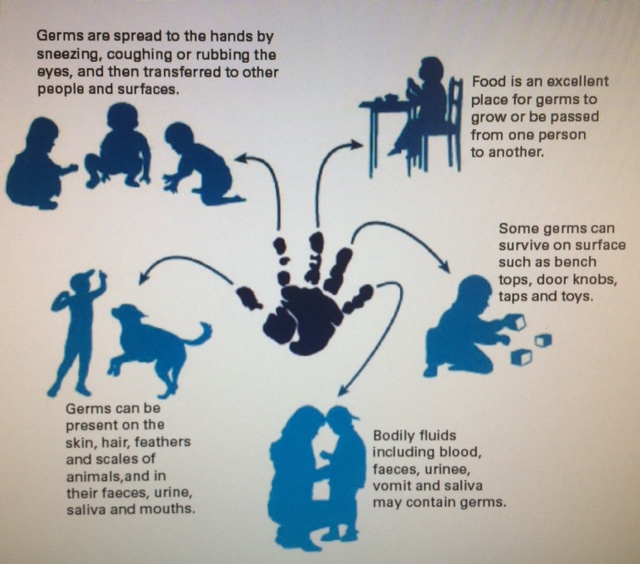 Germs are spread to the hands by
sneezing, coughing or rubbing the
eyes, and then transferred to other
people and surfaces.
Food is an excellent
place for germs to
grow or be passed
from one person
to another.
Some germs can
survive on surface
such as bench
tops, door knobs,
taps and toys.
Germs can be
present on the
skin, hair, feathers
and scales of
animals,and in
their faeces, urine,
saliva and mouths.
Bodily fluids
including blood,
faeces, urinee,
vomit and saliva
may contain germs.